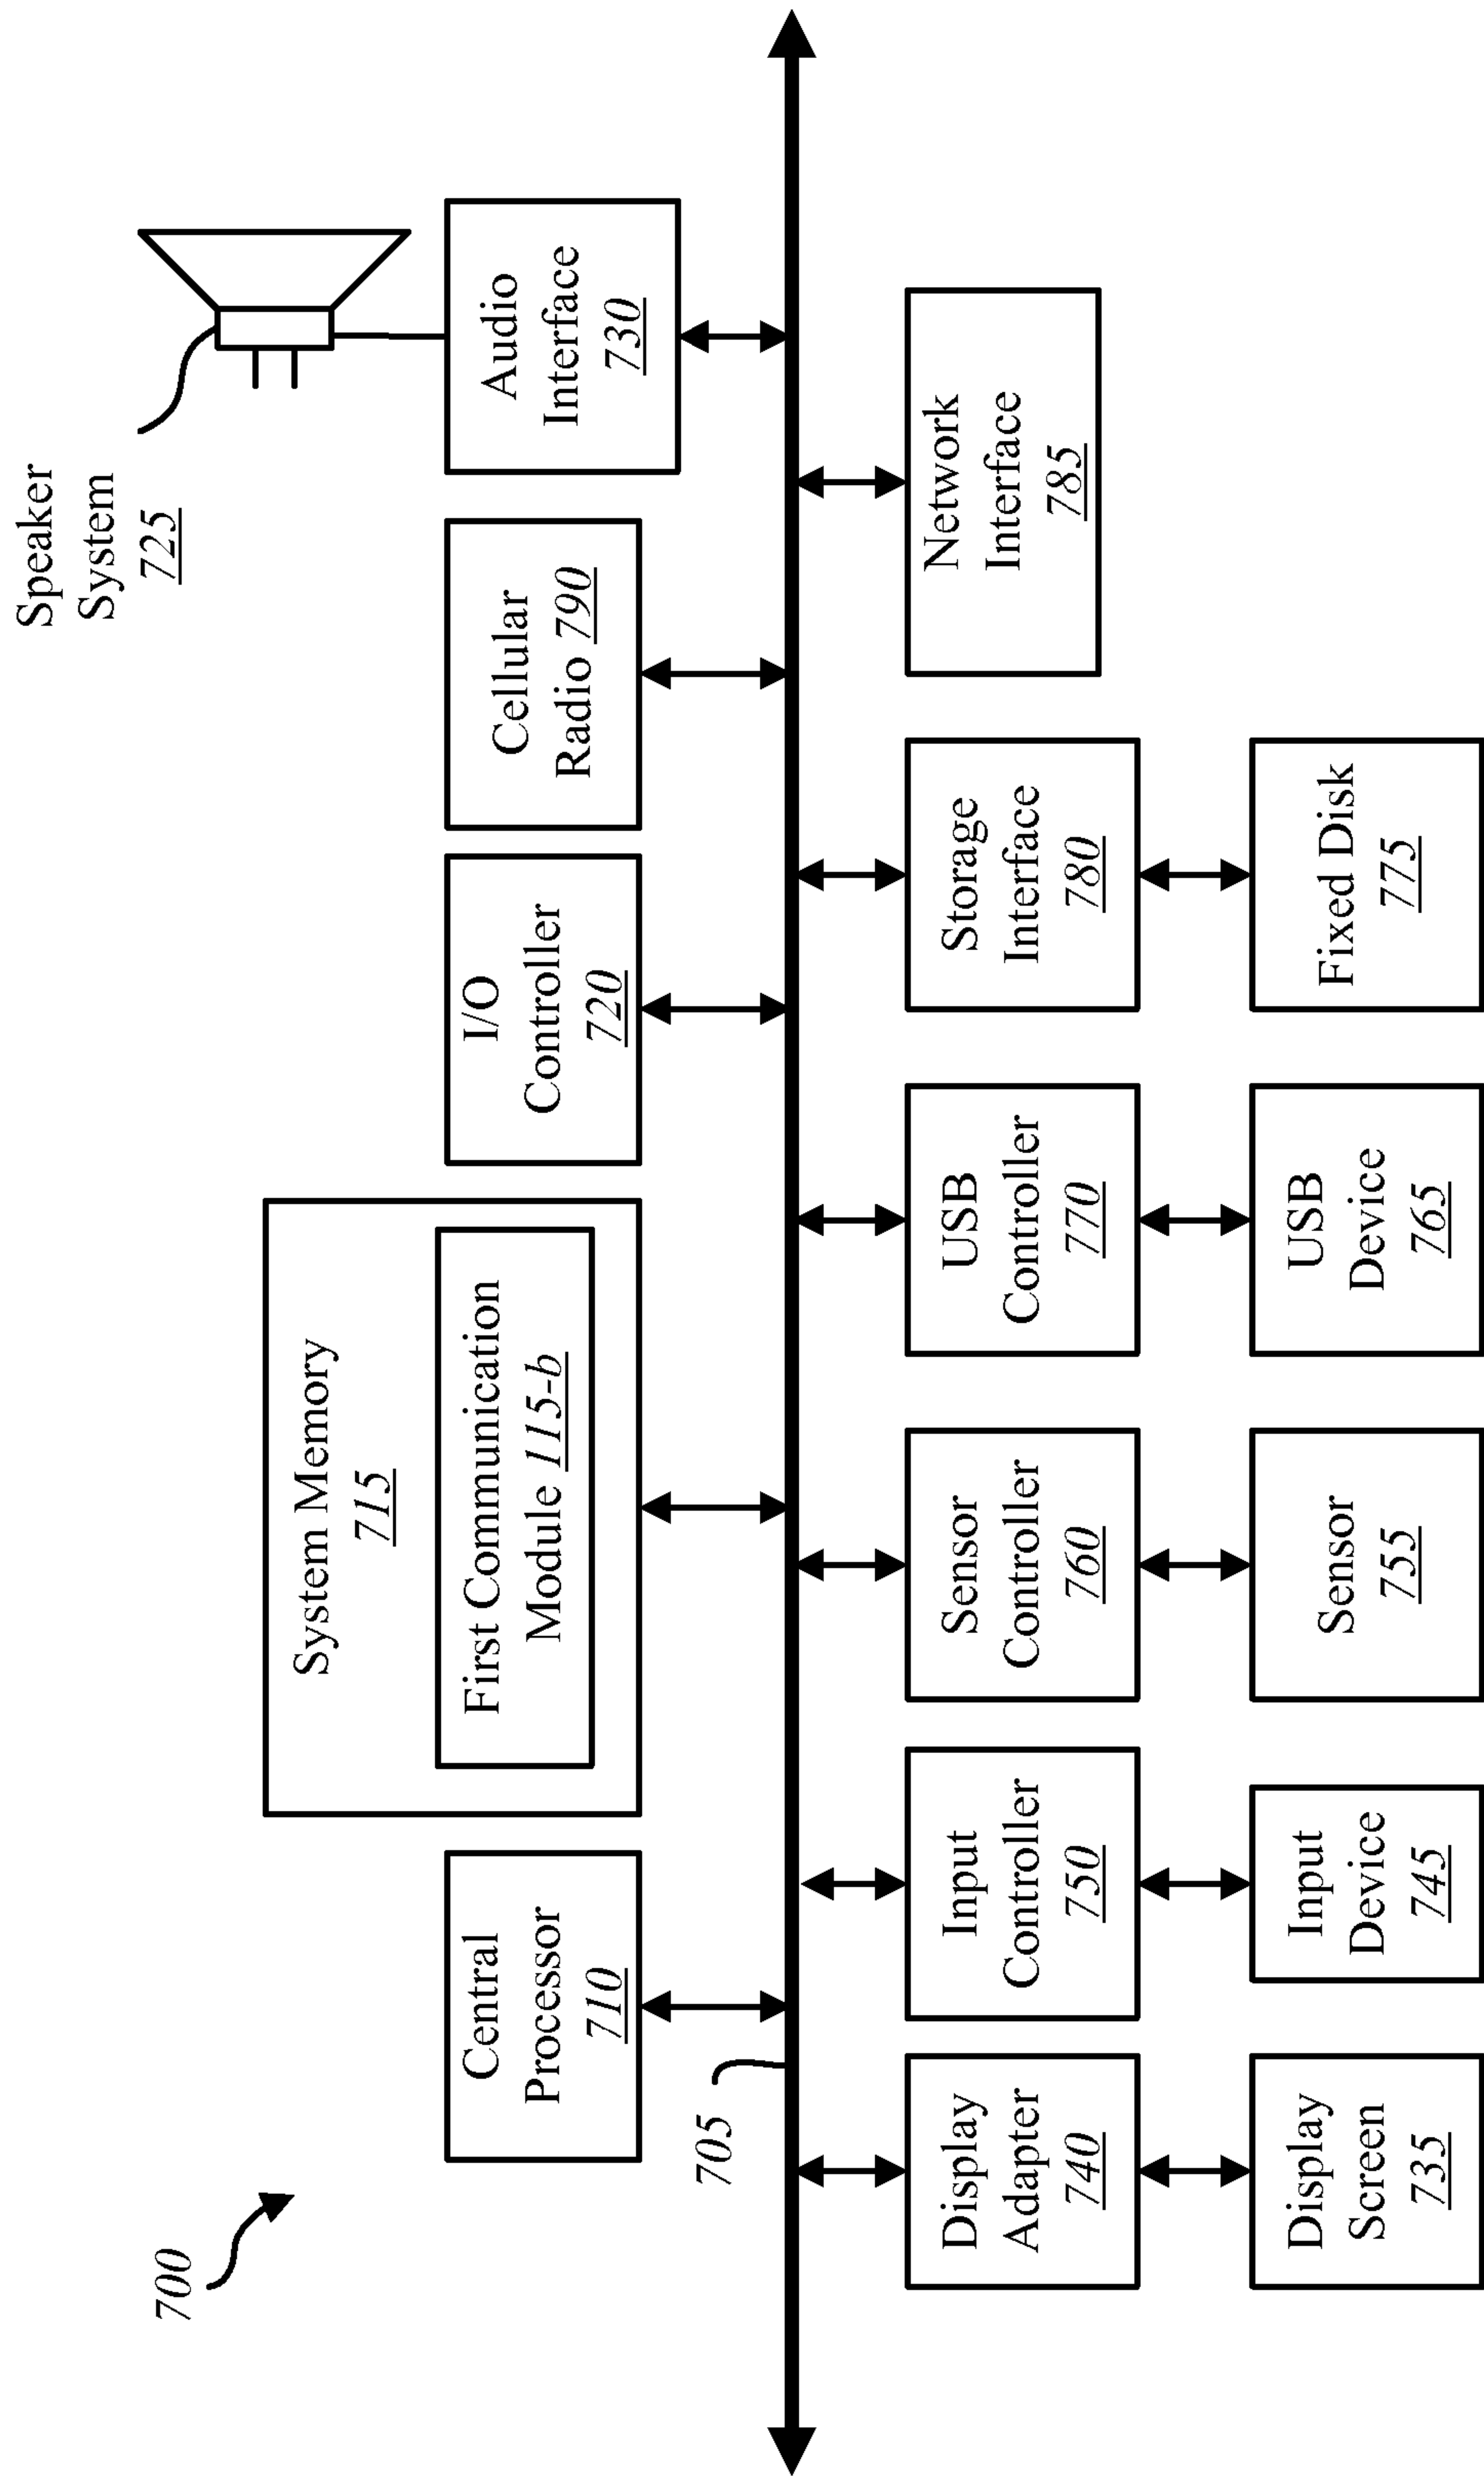 700
Speaker
System
725
Central
Processor
710
System Memory
715
First Communication
Module 115-b
I/O
Controller
720
Cellular
Radio 790
Audio
Interface
730
705
Display
Adapter
740
Input
Controller
750
Sensor
Controller
760
USB
Controller
770
Storage
Interface
780
Network
Interface
785
Display
Screen
735
Input
Device
745
Sensor
755
USB
Device
765
Fixed Disk
775